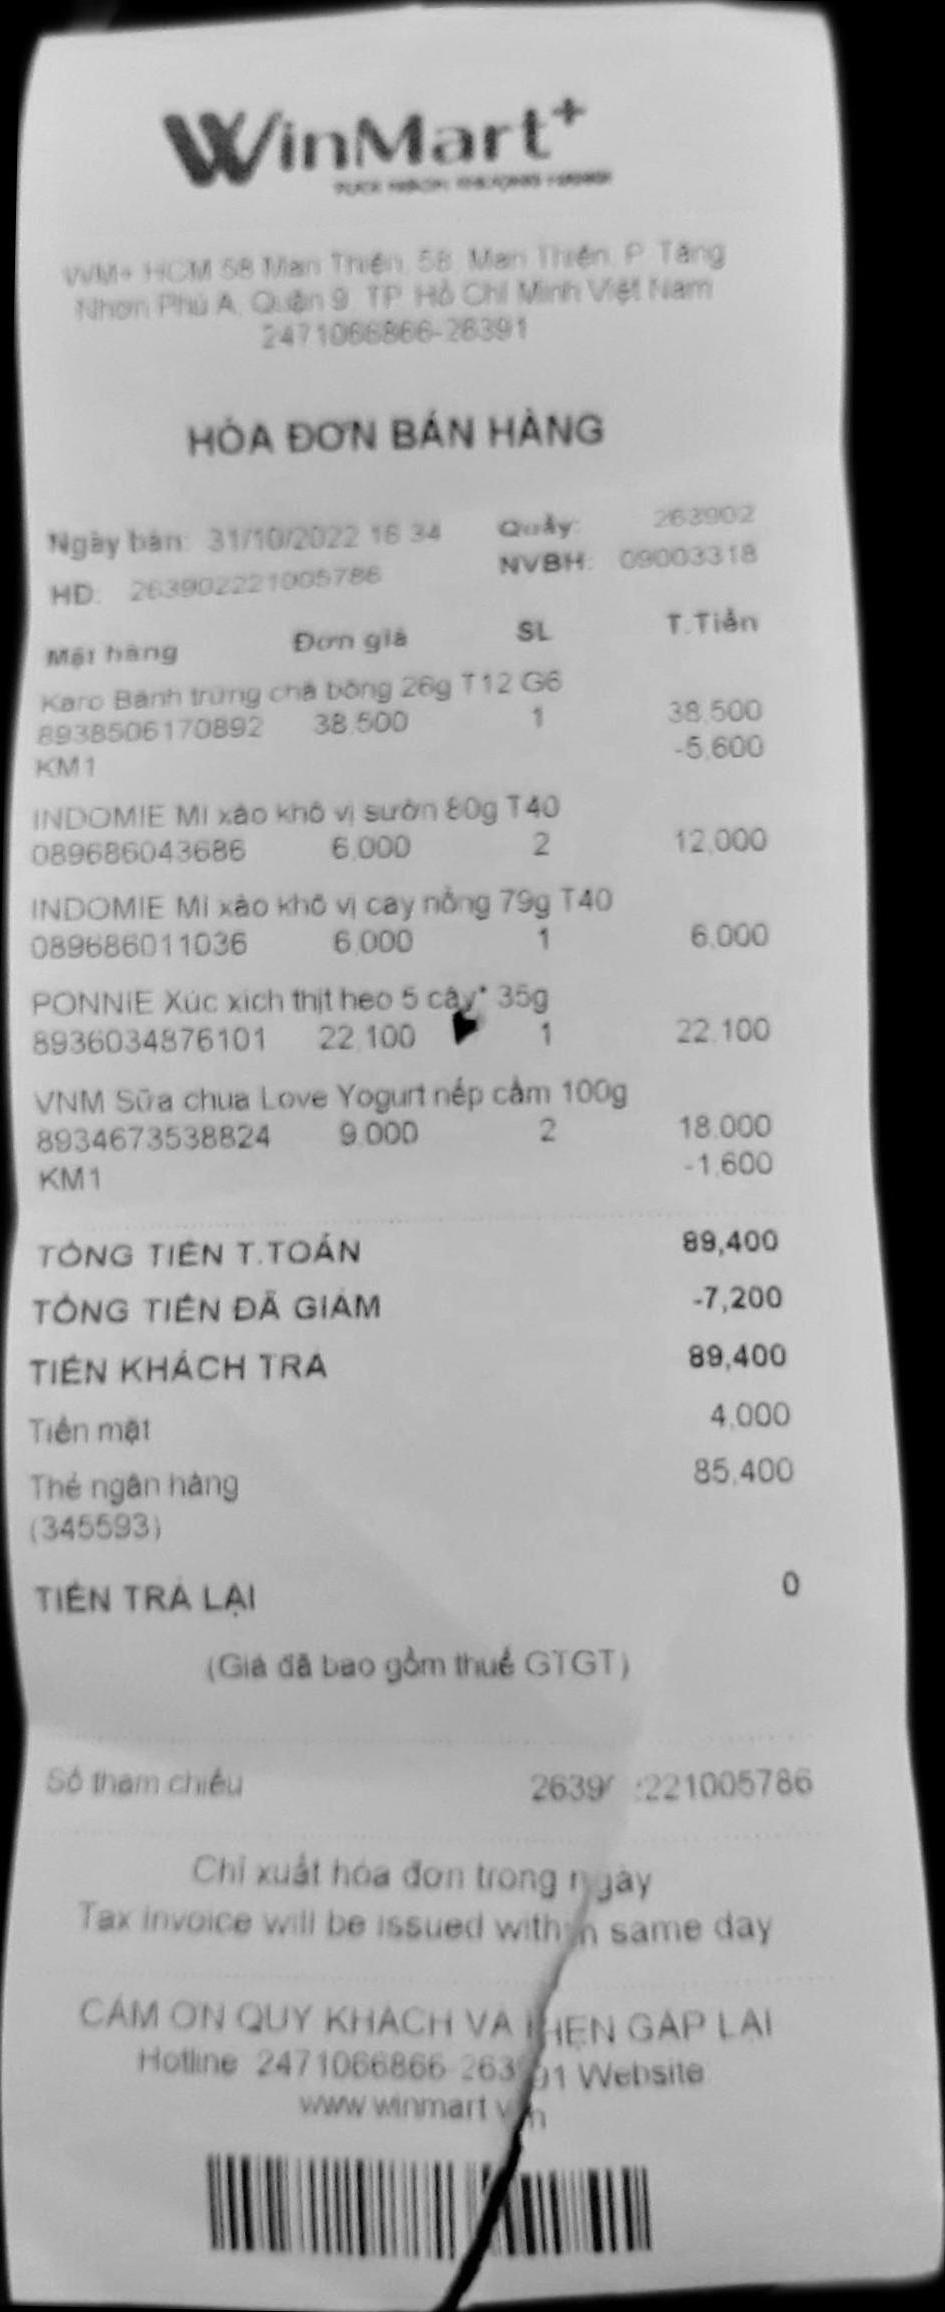 WinMart+
WM+ HCM 58 Man Thiện, 58 Man Thiện, P. Tăng
Nhơn Phú A, Quận 9, TP. Hồ Chí Minh Việt Nam
2471066866-26391
HÓA ĐƠN BÁN HÀNG
Ngày bán: 31/10/2022 16:34 Quầy: 263902
HD: 263902221005786 NVBH: 09003318
Mặt hàng Đơn giá SL T.Tiền
Karo Bánh trứng chà bông 26g T12 G6
8938506170892 38,500 1 38,500
KM1 -5,600
INDOMIE Mì xào khô vị sườn 80g T40
089686043686 6,000 2 12,000
INDOMIE Mì xào khô vị cay nồng 79g T40
089686011036 6,000 1 6,000
PONNIE Xúc xích thịt heo 5 cây* 35g
8936034876101 22,100 1 22,100
VNM Sữa chua Love Yogurt nếp cẩm 100g
8934673538824 9,000 2 18,000
KM1 -1,600
TỔNG TIỀN T.TOÁN 89,400
TỔNG TIỀN ĐÃ GIẢM -7,200
TIỀN KHÁCH TRẢ 89,400
Tiền mặt 4,000
Thẻ ngân hàng 85,400
(345593)
TIỀN TRẢ LẠI 0
(Giá đã bao gồm thuế GTGT)
Số tham chiếu 26390 2221005786
Chỉ xuất hóa đơn trong ngày
Tax invoice will be issued within same day
CẢM ƠN QUÝ KHÁCH VÀ HẸN GẶP LẠI
Hotline: 2471066866-26391 Website:
www.winmart.vn